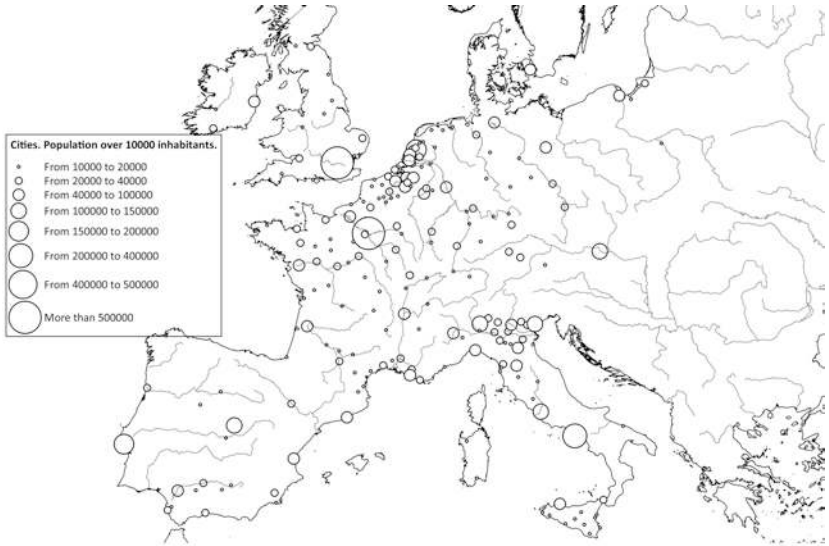 Cities. Population over 10000 inhabitants.
From 10000 to 20000
From 20000 to 40000
From 40000 to 100000
From 100000 to 150000
From 150000 to 200000
From 200000 to 400000
From 400000 to 500000
More than 500000